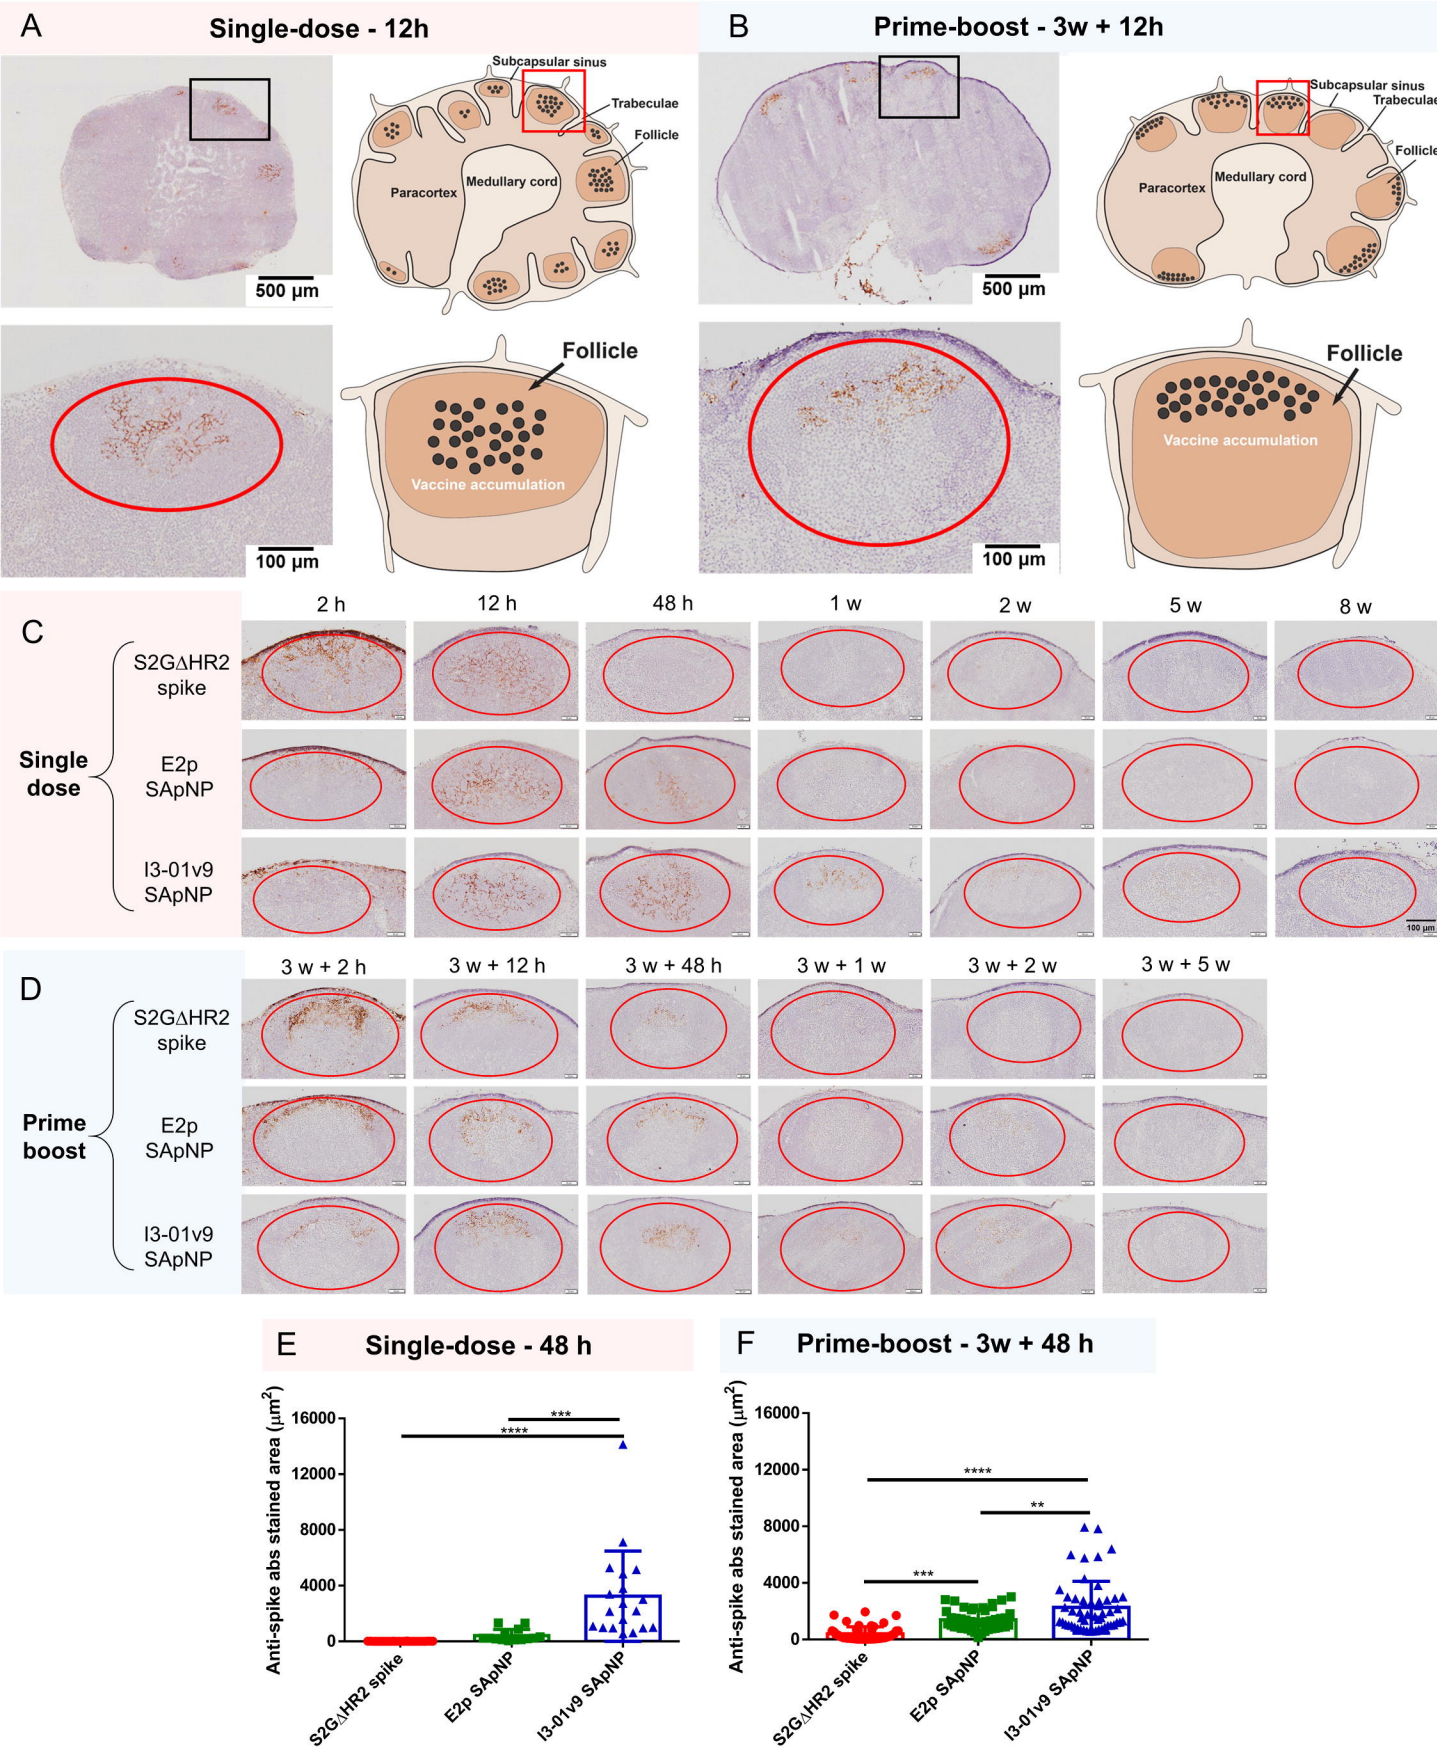 A
Single-dose - 12h
B
Prime-boost - 3w + 12h
Subcapsular sinus
Trabeculae
Follicle
Paracortex
Medullary cord
500 µm
Subcapsular sinus
Trabeculae
Follicle
Paracortex
Medullary cord
500 µm
Follicle
Vaccine accumulation
100 µm
Follicle
Vaccine accumulation
100 µm
C
2 h
12 h
48 h
1 w
2 w
5 w
8 w
Single
dose
S2GΔHR2
spike
E2p
SApNP
I3-01v9
SApNP
100 µm
D
3 w + 2 h
3 w + 12 h
3 w + 48 h
3 w + 1 w
3 w + 2 w
3 w + 5 w
Prime
boost
S2GΔHR2
spike
E2p
SApNP
I3-01v9
SApNP
E
Single-dose - 48 h
Anti-spike abs stained area (µm²)
16000
12000
8000
4000
0
***
****
S2GΔHR2 spike
E2p SApNP
I3-01v9 SApNP
F
Prime-boost - 3w + 48 h
Anti-spike abs stained area (µm²)
16000
12000
8000
4000
0
****
**
***
S2GΔHR2 spike
E2p SApNP
I3-01v9 SApNP